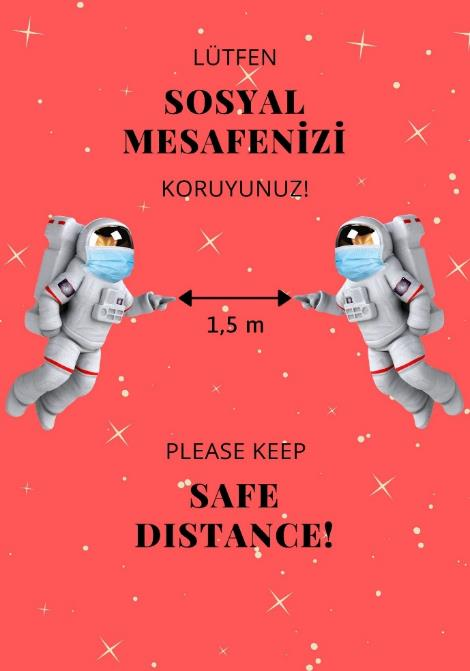 LÜTFEN
SOSYAL
MESAFENİZİ
KORUYUNUZ!
1,5 m
PLEASE KEEP
SAFE
DISTANCE!